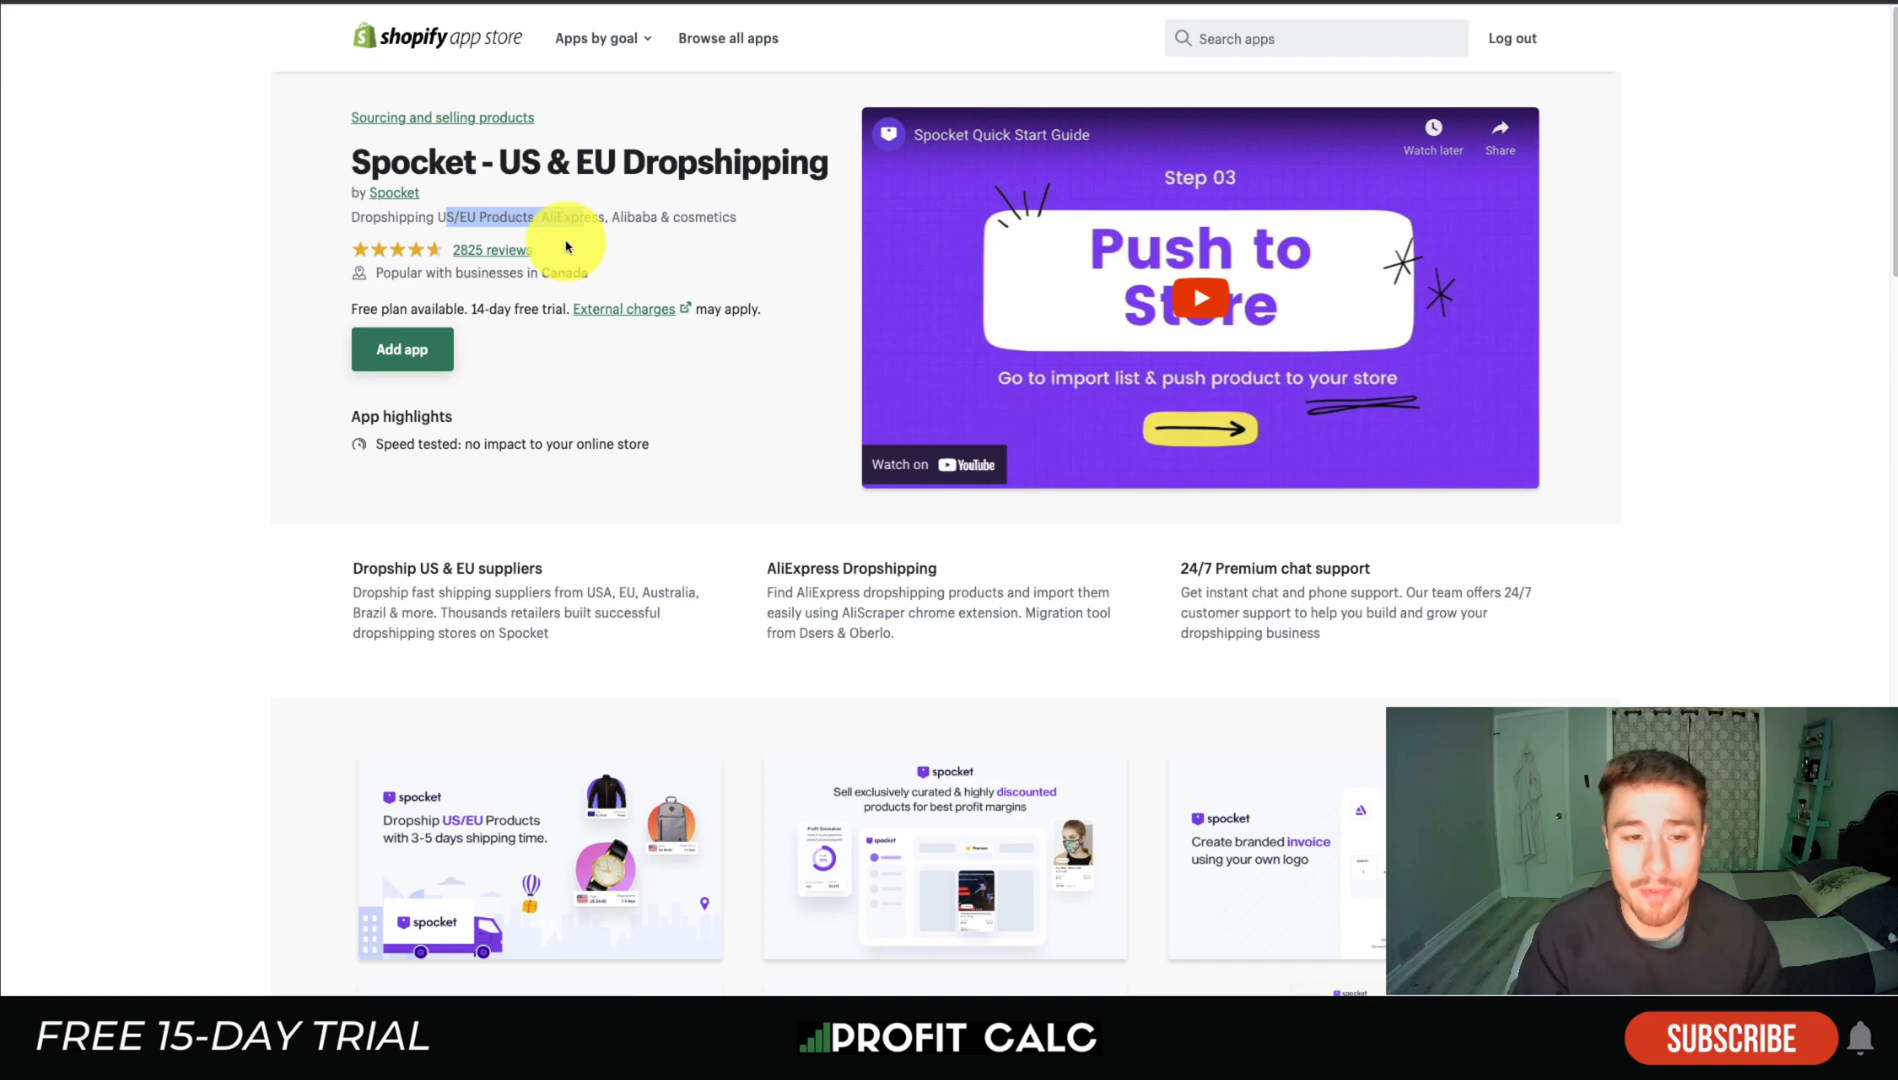 shopify app store
Apps by goal
Browse all apps
Search apps
Log out
Sourcing and selling products
Spocket - US & EU Dropshipping
by Spocket
Dropshipping US/EU Products, AliExpress, Alibaba & cosmetics
2825 reviews
Popular with businesses in Canada
Free plan available. 14-day free trial. External charges may apply.
Add app
App highlights
Speed tested: no impact to your online store
Spocket Quick Start Guide
Watch later
Share
Step 03
Push to
Store
Go to import list & push product to your store
Watch on YouTube
Dropship US & EU suppliers
Dropship fast shipping suppliers from USA, EU, Australia,
Brazil & more. Thousands retailers built successful
dropshipping stores on Spocket
AliExpress Dropshipping
Find AliExpress dropshipping products and import them
easily using AliScraper chrome extension. Migration tool
from Dsers & Oberlo.
24/7 Premium chat support
Get instant chat and phone support. Our team offers 24/7
customer support to help you build and grow your
dropshipping business
spocket
Dropship US/EU Products
with 3-5 days shipping time.
spocket
spocket
Sell exclusively curated & highly discounted
products for best profit margins
spocket
Premium
spocket
Create branded invoice
using your own logo
spocket
FREE 15-DAY TRIAL
PROFIT CALC
SUBSCRIBE